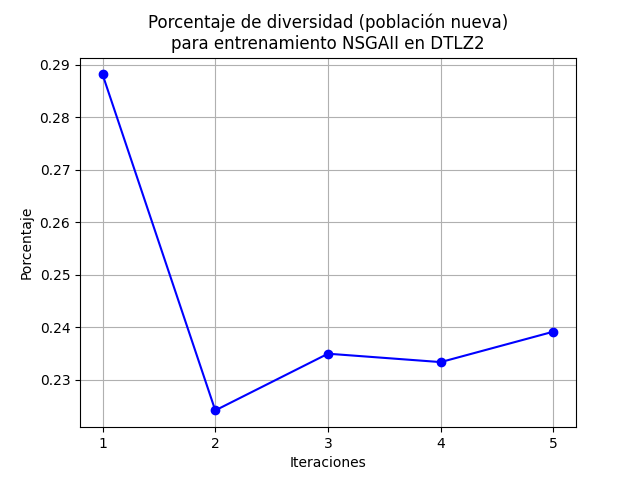 Porcentaje de diversidad (población nueva)
para entrenamiento NSGAII en DTLZ2
0.29
0.28
0.27
0.26
0.25
0.24
0.23
Porcentaje
1 2 3 4 5
Iteraciones